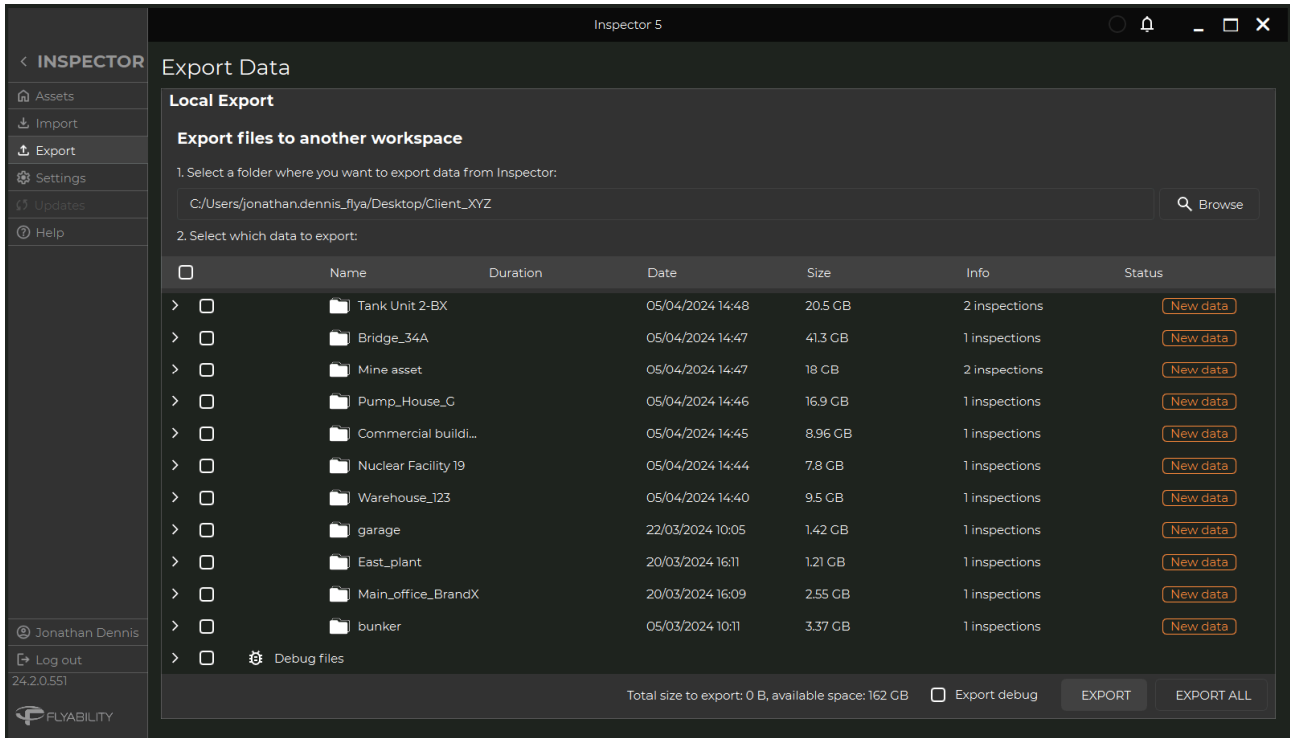 Inspector 5
< INSPECTOR
Assets
Import
Export
Settings
Updates
Help
Jonathan Dennis
Log out
24.2.0.551
FLYABILITY
Export Data
Local Export
Export files to another workspace
1. Select a folder where you want to export data from Inspector:
C:/Users/jonathan.dennis_flya/Desktop/Client_XYZ Browse
2. Select which data to export:
Name Duration Date Size Info Status
Tank Unit 2-BX 05/04/2024 14:48 20.5 GB 2 inspections New data
Bridge_34A 05/04/2024 14:47 41.3 GB 1 inspections New data
Mine asset 05/04/2024 14:47 18 GB 2 inspections New data
Pump_House_G 05/04/2024 14:46 16.9 GB 1 inspections New data
Commercial buildi... 05/04/2024 14:45 8.96 GB 1 inspections New data
Nuclear Facility 19 05/04/2024 14:44 7.8 GB 1 inspections New data
Warehouse_123 05/04/2024 14:40 9.5 GB 1 inspections New data
garage 22/03/2024 10:05 1.42 GB 1 inspections New data
East_plant 20/03/2024 16:11 1.21 GB 1 inspections New data
Main_office_BrandX 20/03/2024 16:09 2.55 GB 1 inspections New data
bunker 05/03/2024 10:11 3.37 GB 1 inspections New data
Debug files
Total size to export: 0 B, available space: 162 GB Export debug EXPORT EXPORT ALL